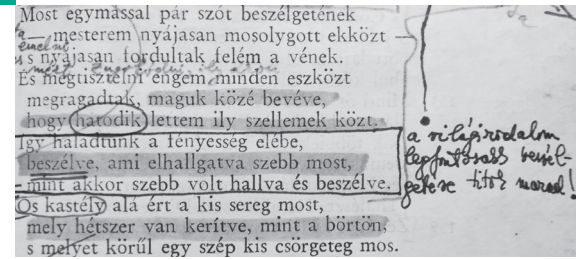 Most egymással pár szót beszélgetének
— mesterem nyájasan mosolygott ekközt —
s nyájasan fordultak felém a vének.
És megtisztelni engem minden eszközt
megragadtak, maguk közé bevéve,
hogy hatodik lettem ily szellemek közt.
Így haladtunk a fényesség elébe,
beszélve, ami elhallgatva szebb most,
mint akkor szebb volt hallva és beszélve.
Ős kastély alá ért a kis sereg most,
mely hétszer van kerítve, mint a börtön,
s melyet körűl egy szép kis csörgeteg mos.
a világirodalom
legfontosabb beszél-
getése titok marad!